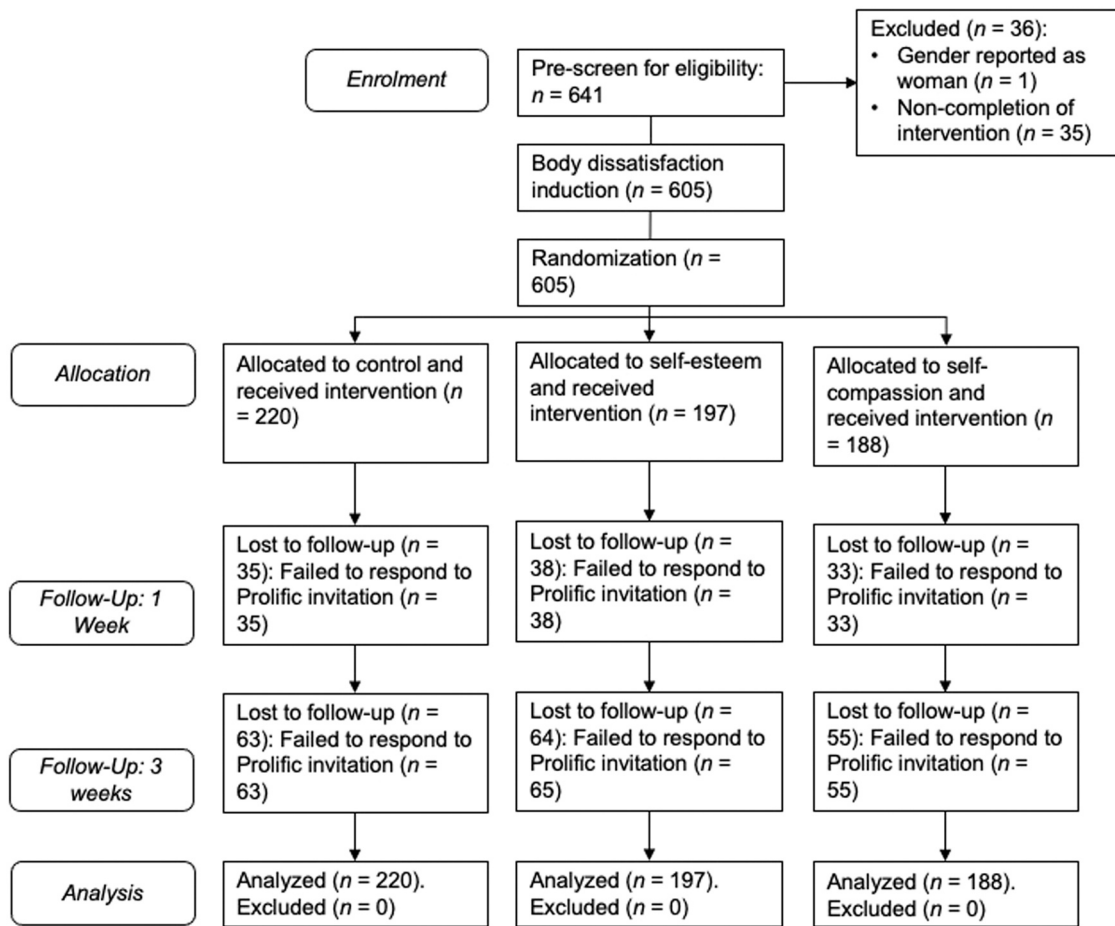 Enrolment
Pre-screen for eligibility:
n = 641
Excluded (n = 36):
• Gender reported as
woman (n = 1)
• Non-completion of
intervention (n = 35)
Body dissatisfaction
induction (n = 605)
Randomization (n =
605)
Allocation
Allocated to control and
received intervention (n
= 220)
Allocated to self-esteem
and received
intervention (n = 197)
Allocated to self-
compassion and
received intervention (n
= 188)
Follow-Up: 1
Week
Lost to follow-up (n =
35): Failed to respond to
Prolific invitation (n =
35)
Lost to follow-up (n =
38): Failed to respond to
Prolific invitation (n =
38)
Lost to follow-up (n =
33): Failed to respond to
Prolific invitation (n =
33)
Follow-Up: 3
weeks
Lost to follow-up (n =
63): Failed to respond to
Prolific invitation (n =
63)
Lost to follow-up (n =
64): Failed to respond to
Prolific invitation (n =
65)
Lost to follow-up (n =
55): Failed to respond to
Prolific invitation (n =
55)
Analysis
Analyzed (n = 220).
Excluded (n = 0)
Analyzed (n = 197).
Excluded (n = 0)
Analyzed (n = 188).
Excluded (n = 0)